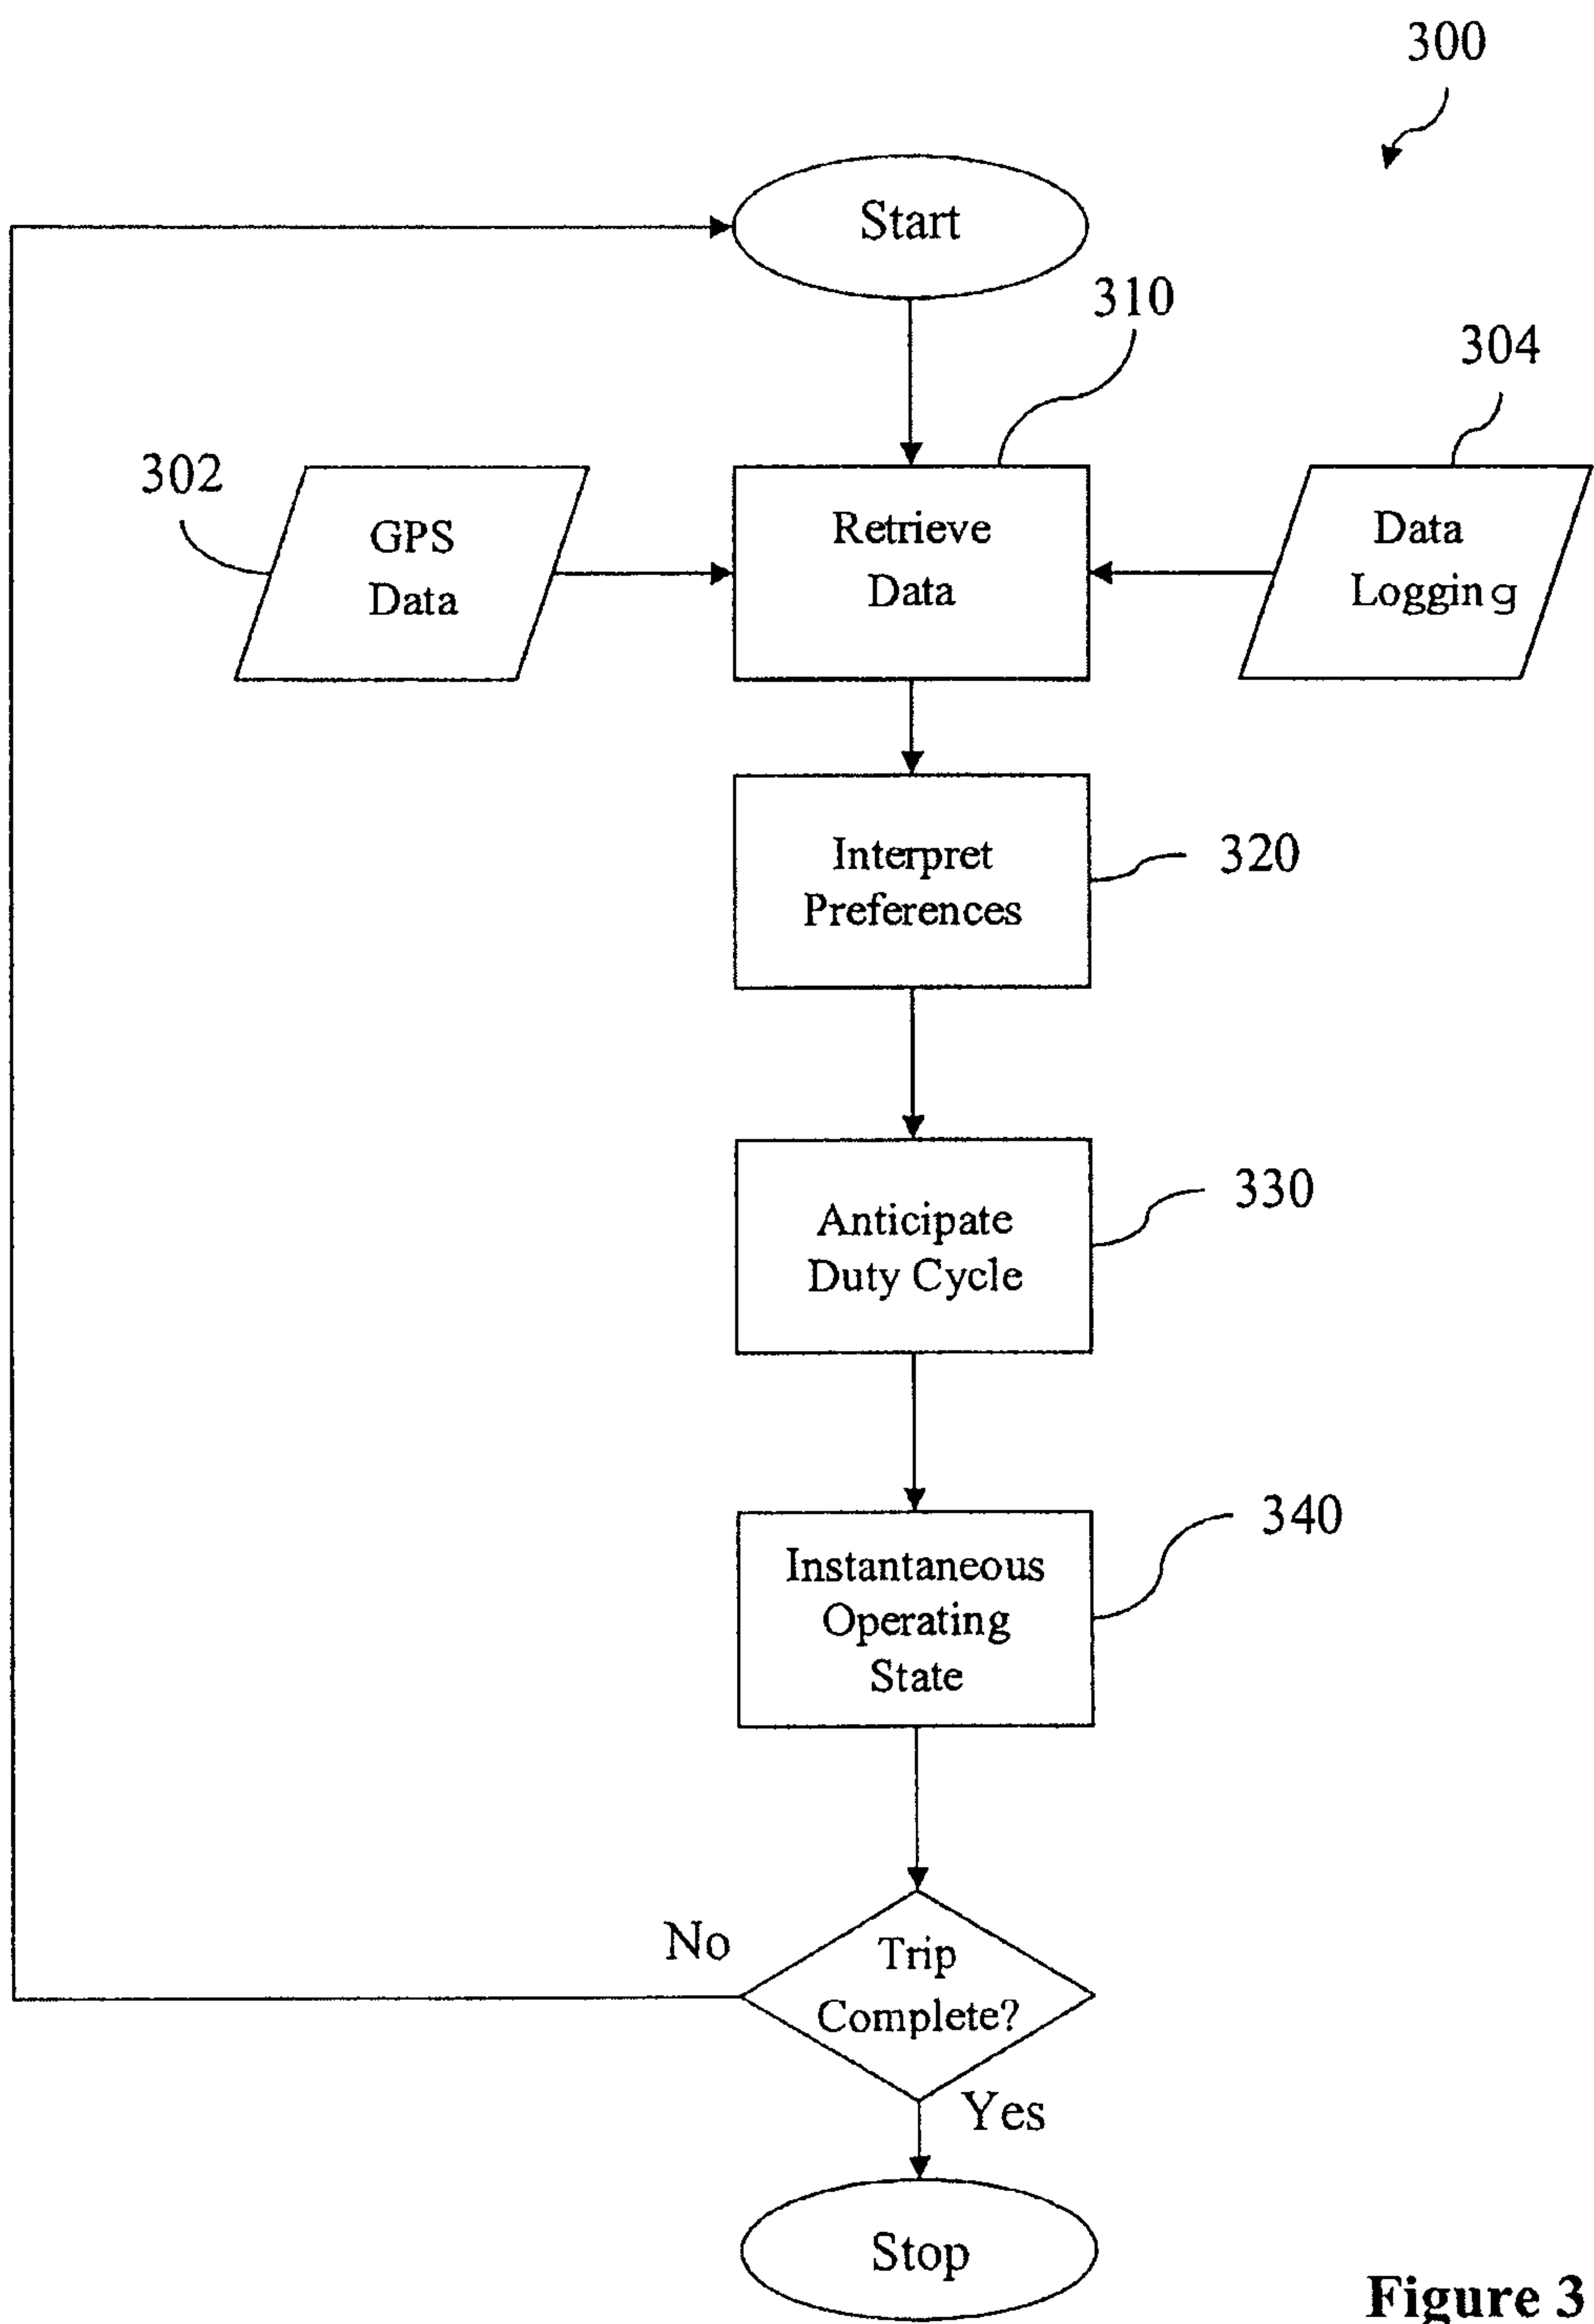 300
Start
310
304
302
GPS
Data
Retrieve
Data
Data
Logging
Interpret
Preferences
320
Anticipate
Duty Cycle
330
Instantaneous
Operating
State
340
No
Trip
Complete?
Yes
Stop
Figure 3